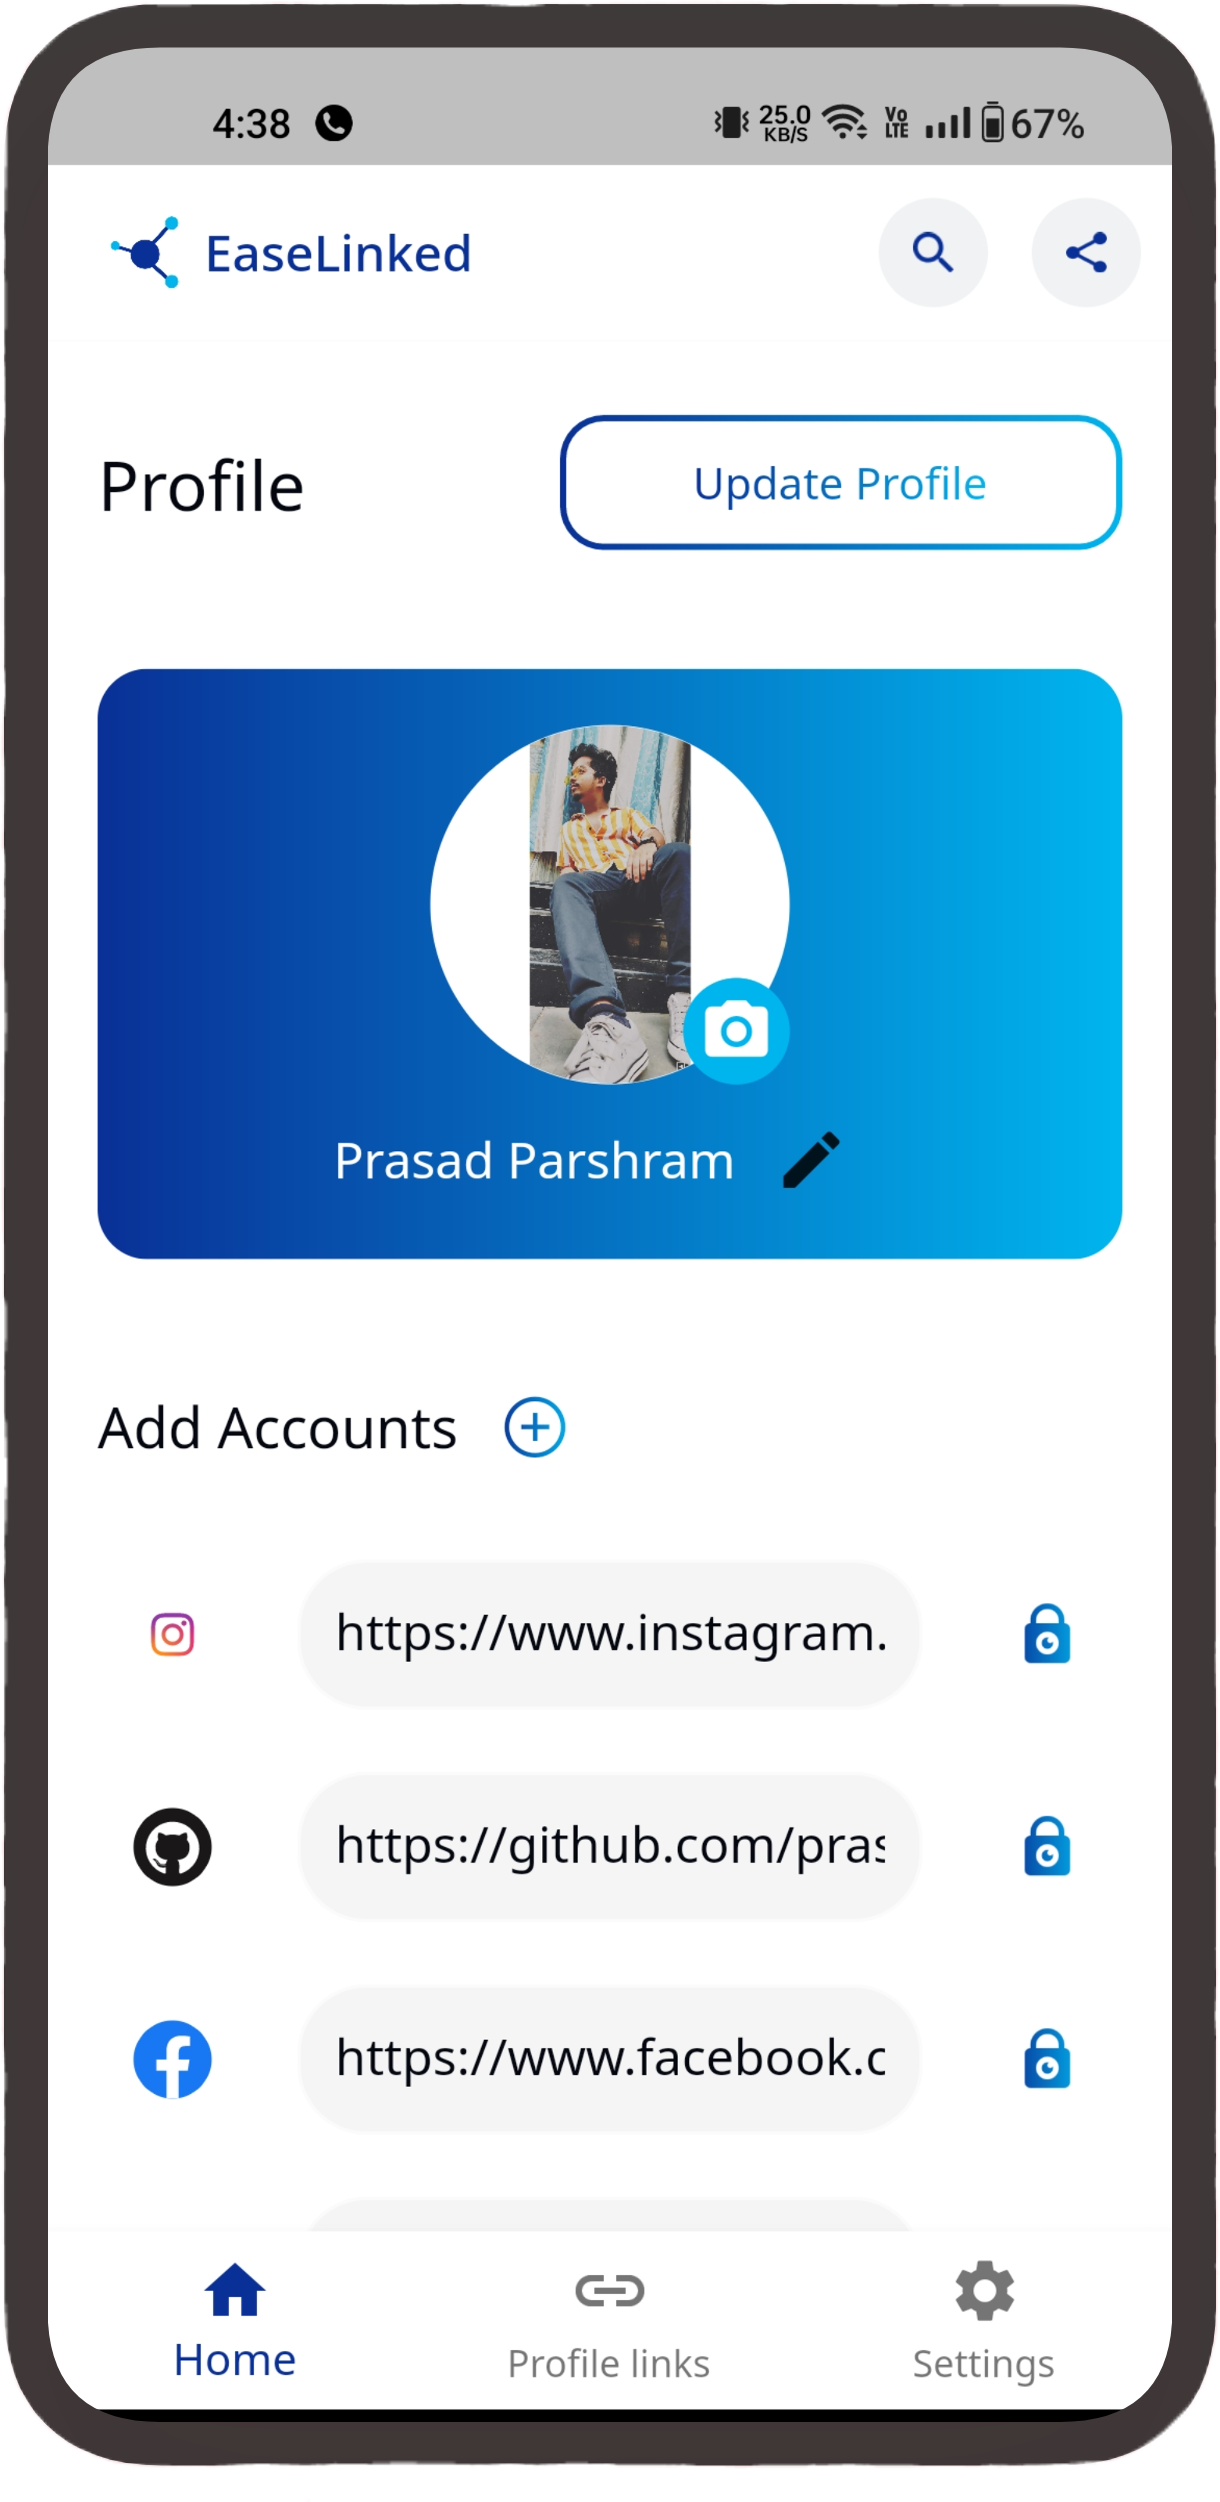 4:38
25.0 KB/S
Vo LTE
67%
EaseLinked
Profile
Update Profile
Prasad Parshram
Add Accounts
https://www.instagram.
https://github.com/pras
https://www.facebook.c
Home
Profile links
Settings